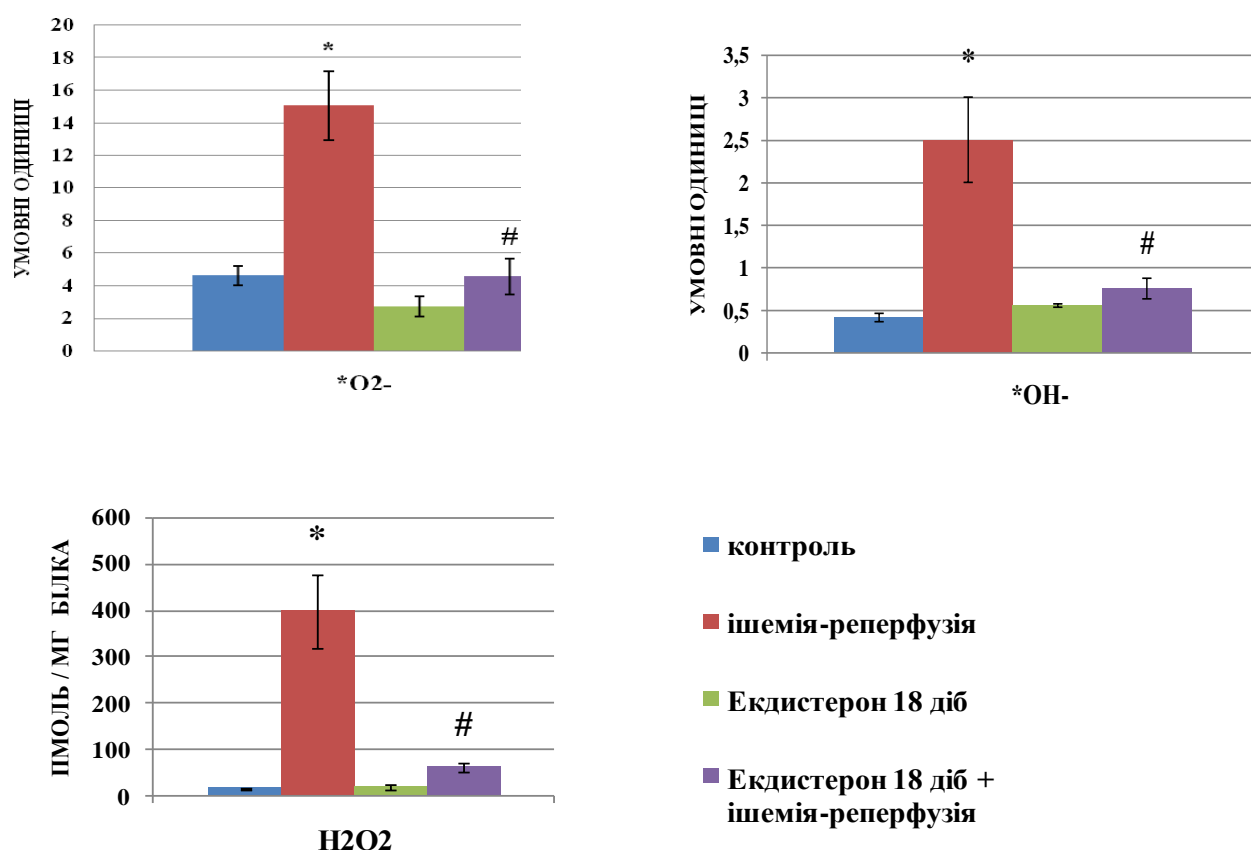 20
18
16
14
12
10
8
6
4
2
0
УМОВНІ ОДИНИЦІ
*
#
*O2-
3,5
3
2,5
2
1,5
1
0,5
0
УМОВНІ ОДИНИЦІ
*
#
*OH-
600
500
400
300
200
100
0
ПМОЛЬ / МГ БІЛКА
*
#
H2O2
контроль
ішемія-реперфузія
Екдистерон 18 діб
Екдистерон 18 діб +
ішемія-реперфузія